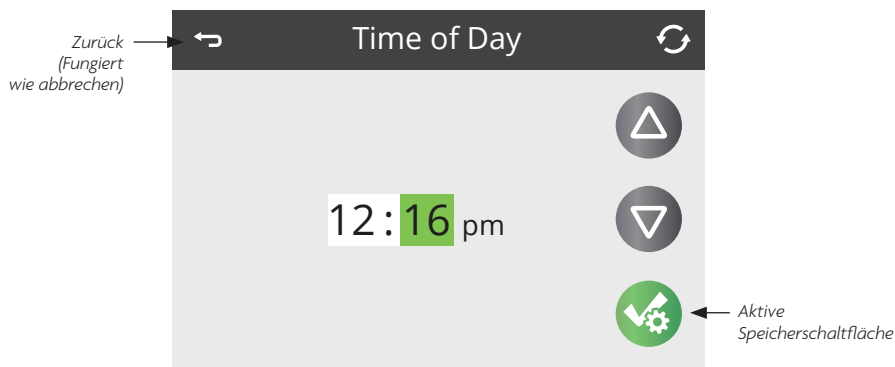 Zurück
(Fungiert
wie abbrechen)
Time of Day
12:16 pm
Aktive
Speicherschaltfläche